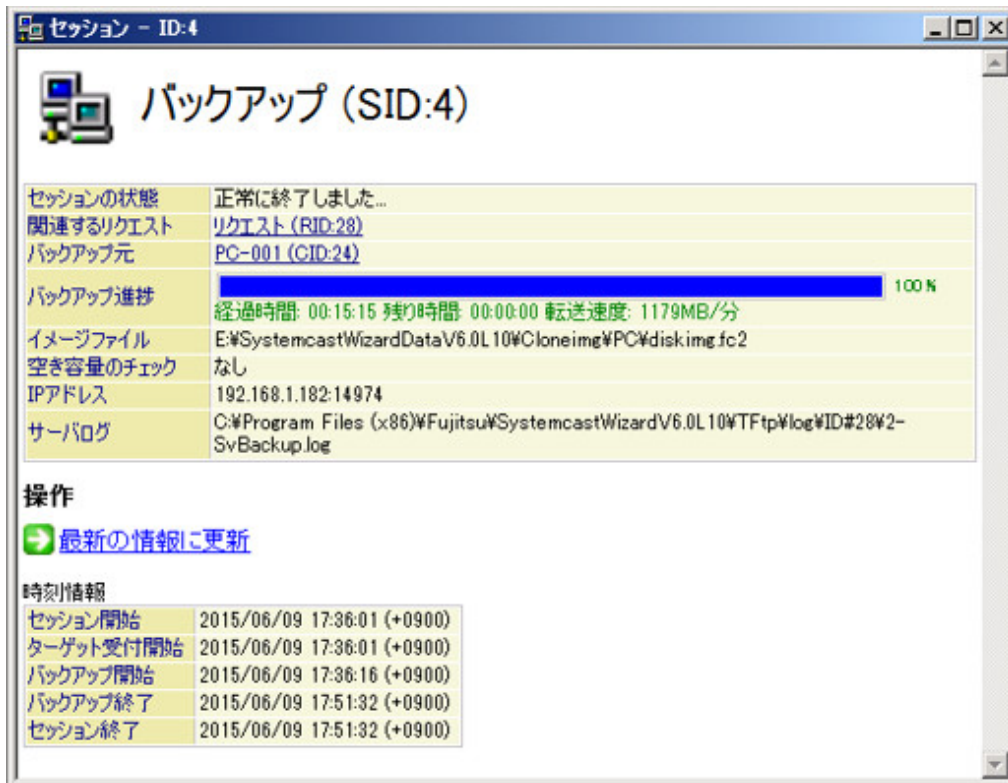 セッション - ID:4
バックアップ (SID:4)
セッションの状態 正常に終了しました...
関連するリクエスト リクエスト (RID:28)
バックアップ元 PC-001 (CID:24)
バックアップ進捗 100%
経過時間: 00:15:15 残り時間: 00:00:00 転送速度: 1179MB/分
イメージファイル E:¥SystemcastWizardDataV6.0L10¥Cloneimg¥PC¥diskimg.fc2
空き容量のチェック なし
IPアドレス 192.168.1.182:14974
サーバログ C:¥Program Files (x86)¥Fujitsu¥SystemcastWizardV6.0L10¥TFtp¥log¥ID#28¥2-
SvBackup.log
操作
最新の情報に更新
時刻情報
セッション開始 2015/06/09 17:36:01 (+0900)
ターゲット受付開始 2015/06/09 17:36:01 (+0900)
バックアップ開始 2015/06/09 17:36:16 (+0900)
バックアップ終了 2015/06/09 17:51:32 (+0900)
セッション終了 2015/06/09 17:51:32 (+0900)